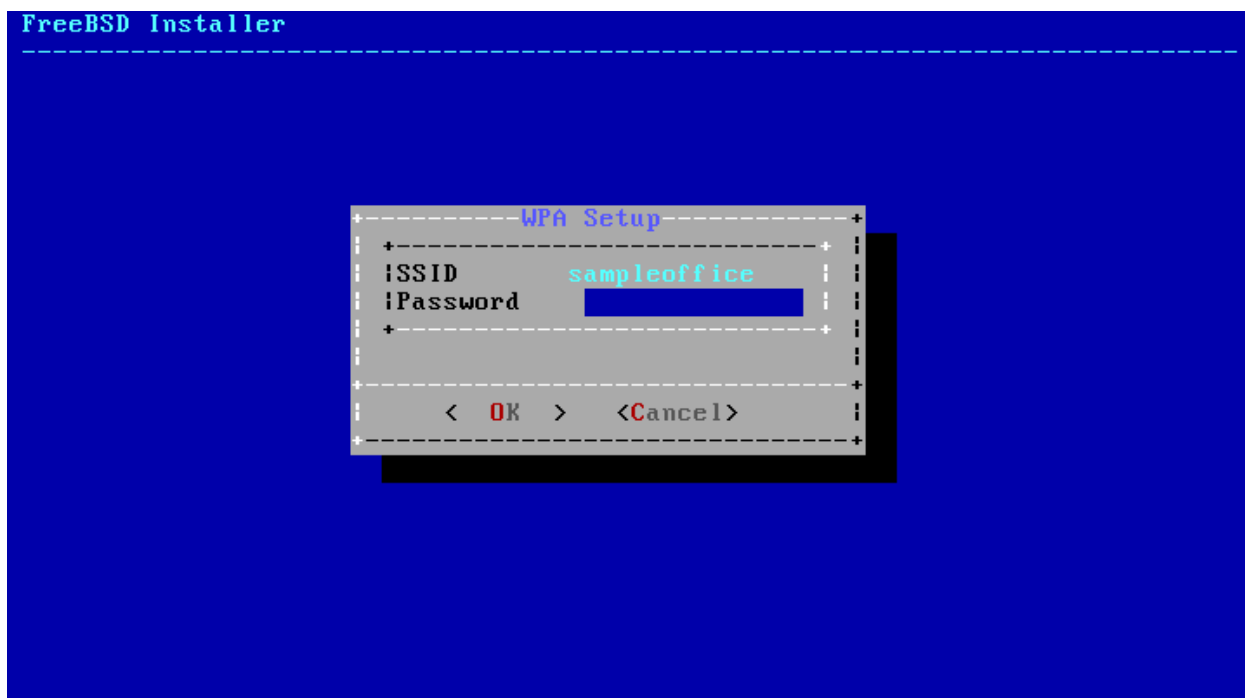 FreeBSD Installer
WPA Setup
SSID sampleoffice
Password
< OK > <Cancel>